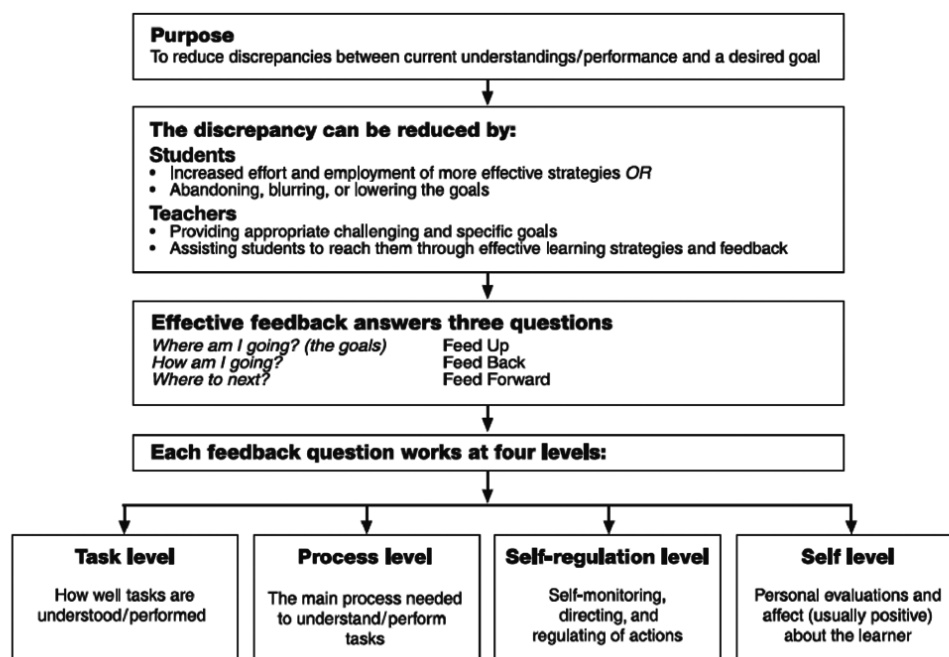 Purpose
To reduce discrepancies between current understandings/performance and a desired goal
The discrepancy can be reduced by:
Students
• Increased effort and employment of more effective strategies OR
• Abandoning, blurring, or lowering the goals
Teachers
• Providing appropriate challenging and specific goals
• Assisting students to reach them through effective learning strategies and feedback
Effective feedback answers three questions
Where am I going? (the goals) Feed Up
How am I going? Feed Back
Where to next? Feed Forward
Each feedback question works at four levels:
Task level
How well tasks are
understood/performed
Process level
The main process needed
to understand/perform
tasks
Self-regulation level
Self-monitoring,
directing, and
regulating of actions
Self level
Personal evaluations and
affect (usually positive)
about the learner